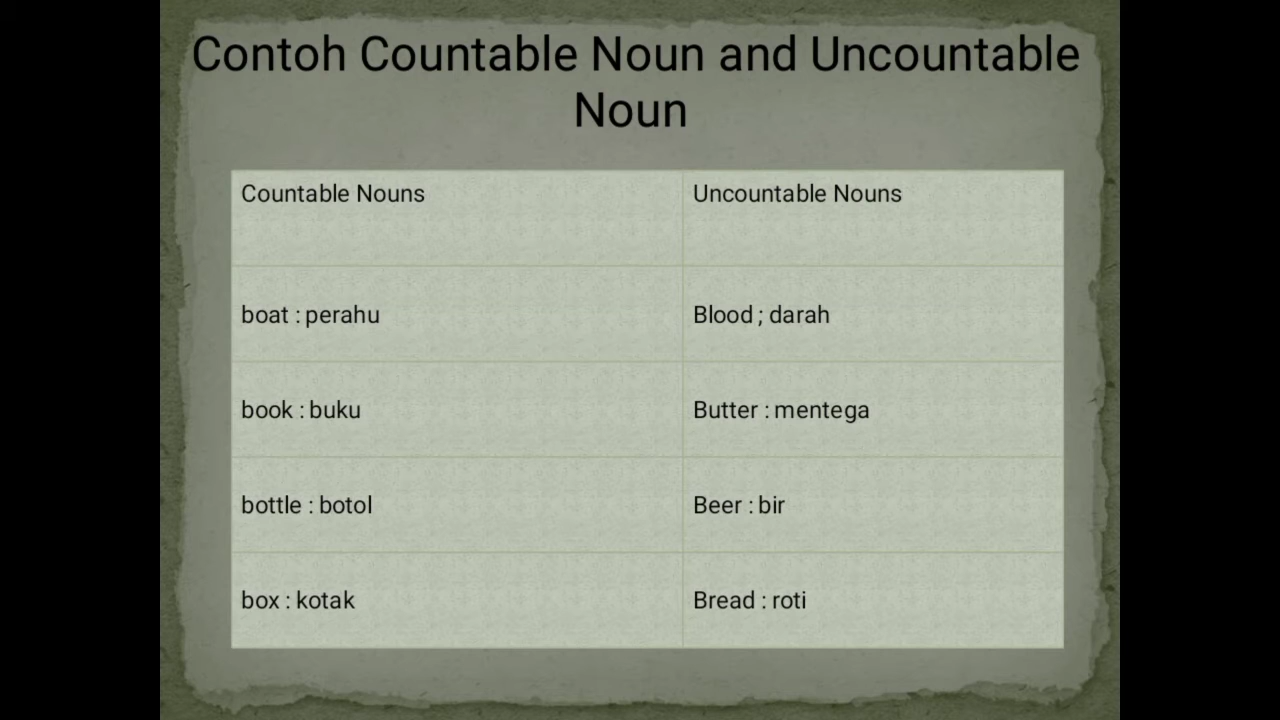 Contoh Countable Noun and Uncountable
Noun
Countable Nouns
Uncountable Nouns
boat : perahu
Blood ; darah
book : buku
Butter : mentega
bottle : botol
Beer : bir
box : kotak
Bread : roti